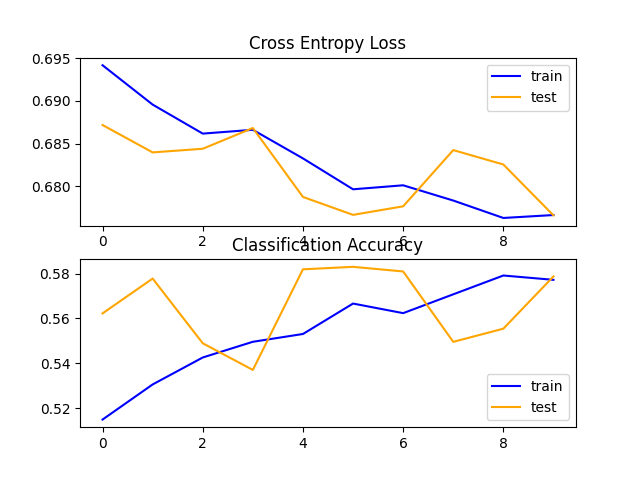 Cross Entropy Loss
0.695
0.690
0.685
0.680
train
test
0 2 4 6 8
Classification Accuracy
0.58
0.56
0.54
0.52
train
test
0 2 4 6 8